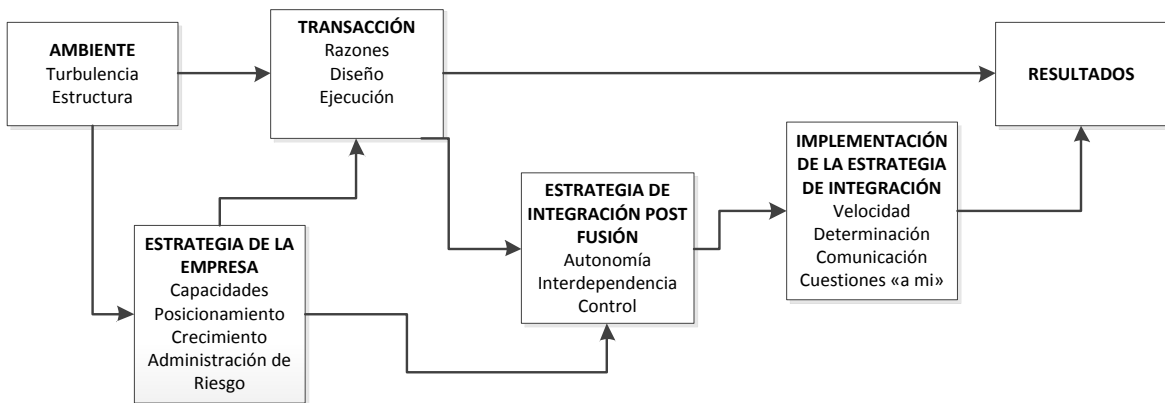 AMBIENTE
Turbulencia
Estructura
TRANSACCIÓN
Razones
Diseño
Ejecución
RESULTADOS
ESTRATEGIA DE LA
EMPRESA
Capacidades
Posicionamiento
Crecimiento
Administración de
Riesgo
ESTRATEGIA DE
INTEGRACIÓN POST
FUSIÓN
Autonomía
Interdependencia
Control
IMPLEMENTACIÓN
DE LA ESTRATEGIA
DE INTEGRACIÓN
Velocidad
Determinación
Comunicación
Cuestiones «a mi»